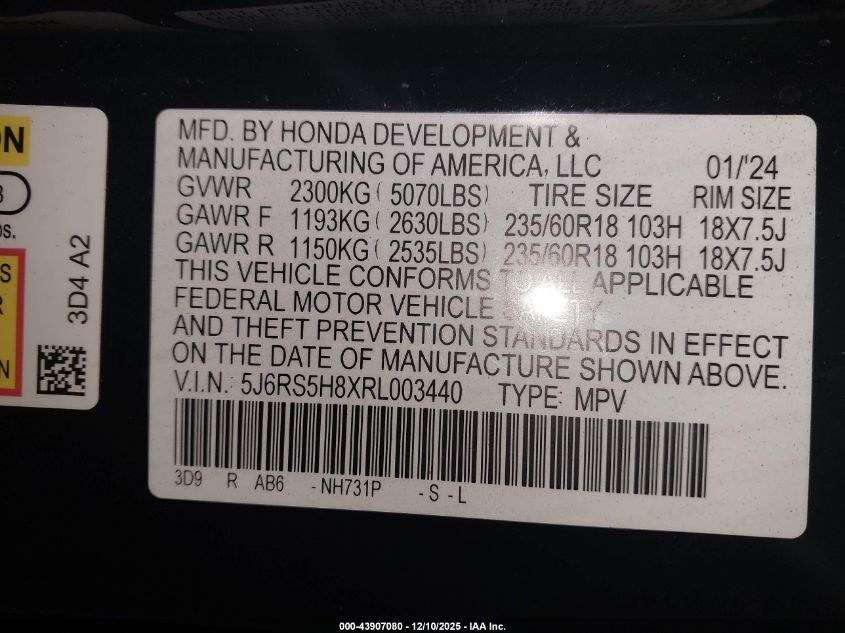 ON
3
OS.
S
R
N
3D4 A2
MFD. BY HONDA DEVELOPMENT &
MANUFACTURING OF AMERICA, LLC 01/'24
GVWR 2300KG ( 5070LBS) TIRE SIZE RIM SIZE
GAWR F 1193KG ( 2630LBS) 235/60R18 103H 18X7.5J
GAWR R 1150KG ( 2535LBS) 235/60R18 103H 18X7.5J
THIS VEHICLE CONFORMS TO ALL APPLICABLE
FEDERAL MOTOR VEHICLE SAFETY
AND THEFT PREVENTION STANDARDS IN EFFECT
ON THE DATE OF MANUFACTURE SHOWN ABOVE.
V.I.N.: 5J6RS5H8XRL003440 TYPE: MPV
3D9 R AB6 -NH731P -S -L
000-43907080 - 12/10/2025 - IAA Inc.